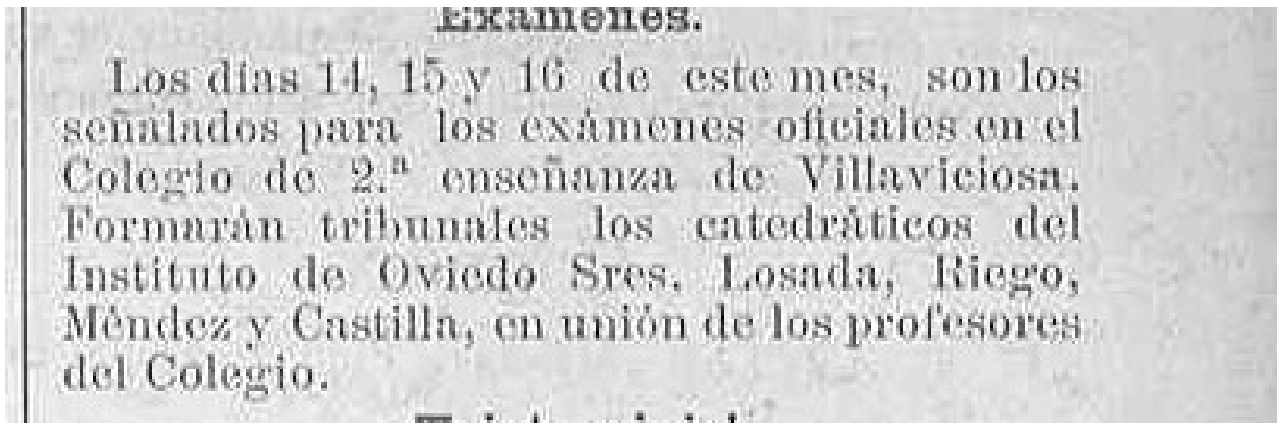 Exámenes.
Los días 14, 15 y 16 de este mes, son los
señalados para los exámenes oficiales en el
Colegio de 2.ª enseñanza de Villaviciosa.
Formarán tribunales los catedráticos del
Instituto de Oviedo Sres. Losada, Riego,
Méndez y Castilla, en unión de los profesores
del Colegio.